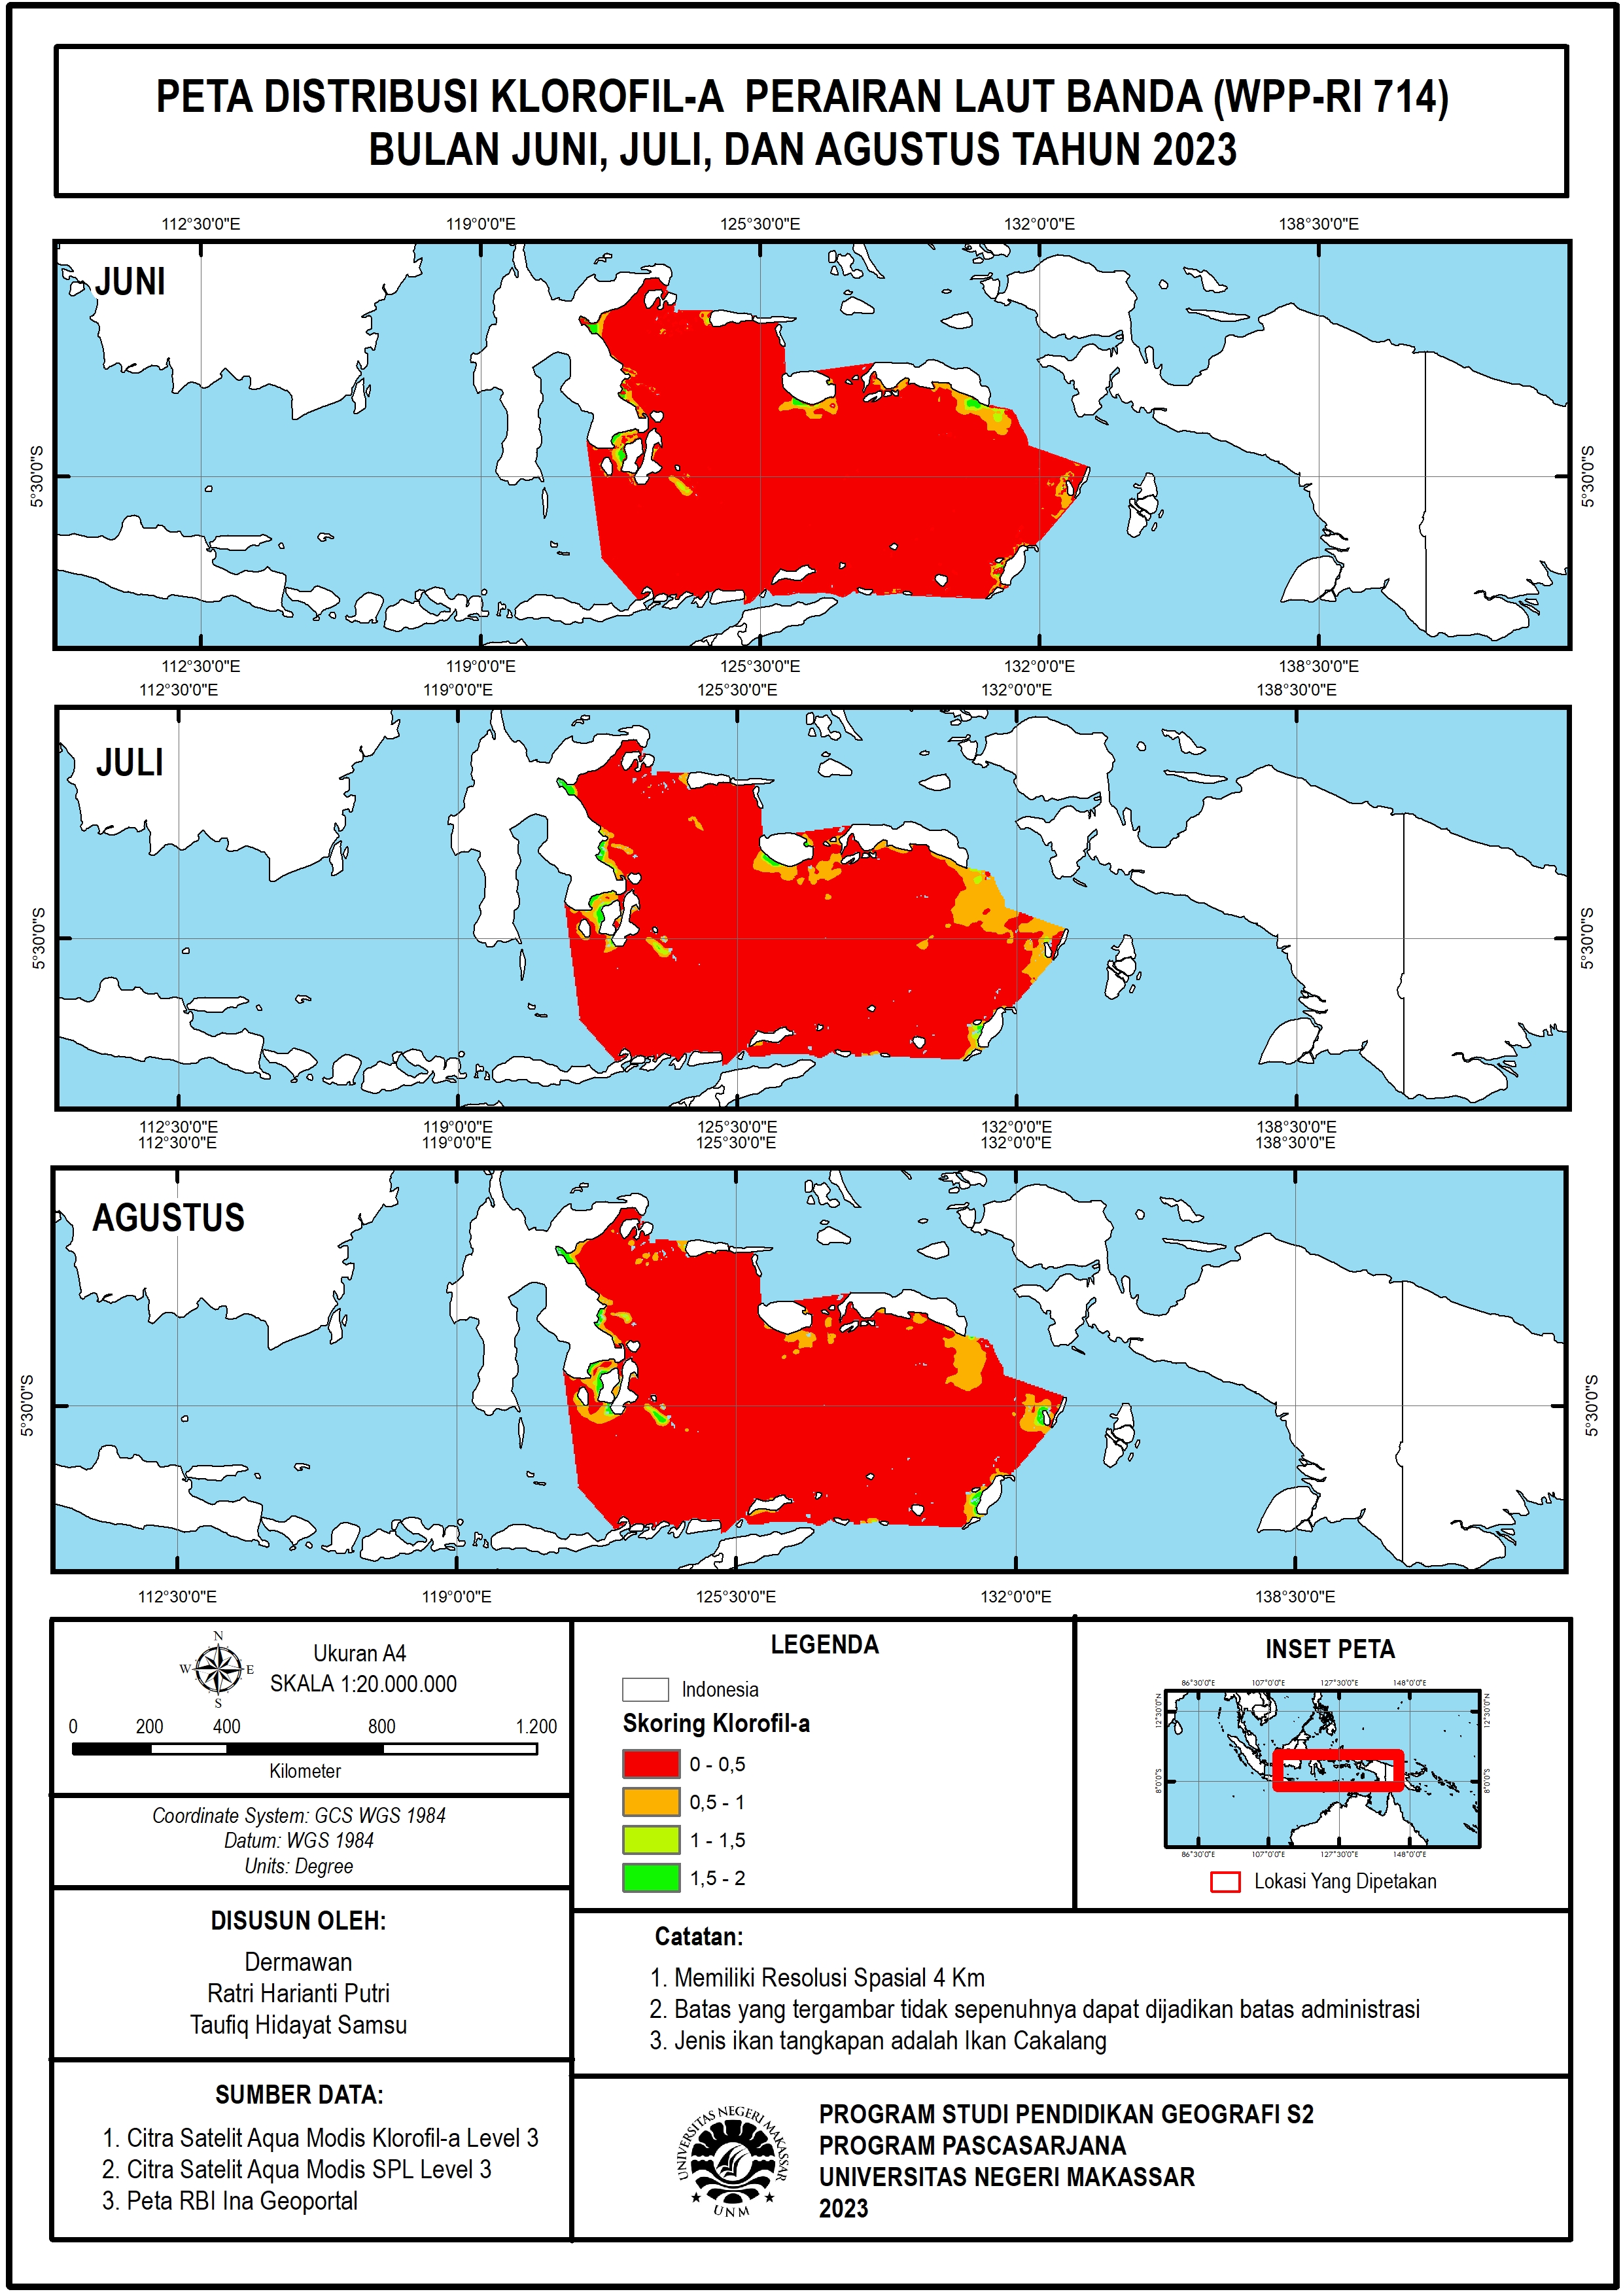 PETA DISTRIBUSI KLOROFIL-A PERAIRAN LAUT BANDA (WPP-RI 714)
BULAN JUNI, JULI, DAN AGUSTUS TAHUN 2023
112°30'0"E 119°0'0"E 125°30'0"E 132°0'0"E 138°30'0"E
JUNI
5°30'0"S 5°30'0"S
112°30'0"E 119°0'0"E 125°30'0"E 132°0'0"E 138°30'0"E
112°30'0"E 119°0'0"E 125°30'0"E 132°0'0"E 138°30'0"E
JULI
5°30'0"S 5°30'0"S
112°30'0"E 119°0'0"E 125°30'0"E 132°0'0"E 138°30'0"E
112°30'0"E 119°0'0"E 125°30'0"E 132°0'0"E 138°30'0"E
AGUSTUS
5°30'0"S 5°30'0"S
112°30'0"E 119°0'0"E 125°30'0"E 132°0'0"E 138°30'0"E
N
W E
S
Ukuran A4
SKALA 1:20.000.000
0 200 400 800 1.200
Kilometer
Coordinate System: GCS WGS 1984
Datum: WGS 1984
Units: Degree
DISUSUN OLEH:
Dermawan
Ratri Harianti Putri
Taufiq Hidayat Samsu
SUMBER DATA:
1. Citra Satelit Aqua Modis Klorofil-a Level 3
2. Citra Satelit Aqua Modis SPL Level 3
3. Peta RBI Ina Geoportal
LEGENDA
Indonesia
Skoring Klorofil-a
0 - 0,5
0,5 - 1
1 - 1,5
1,5 - 2
INSET PETA
86°30'0"E 107°0'0"E 127°30'0"E 148°0'0"E
12°30'0"N 12°30'0"N
8°0'0"S 8°0'0"S
86°30'0"E 107°0'0"E 127°30'0"E 148°0'0"E
Lokasi Yang Dipetakan
Catatan:
1. Memiliki Resolusi Spasial 4 Km
2. Batas yang tergambar tidak sepenuhnya dapat dijadikan batas administrasi
3. Jenis ikan tangkapan adalah Ikan Cakalang
UNIVERSITAS NEGERI MAKASSAR
UNM
PROGRAM STUDI PENDIDIKAN GEOGRAFI S2
PROGRAM PASCASARJANA
UNIVERSITAS NEGERI MAKASSAR
2023